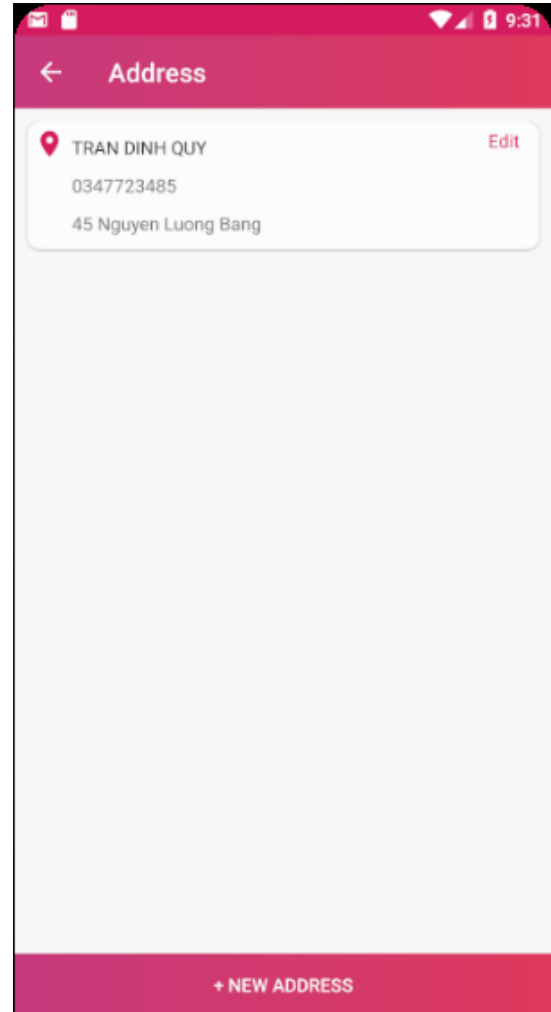 9:31
Address
TRAN DINH QUY
Edit
0347723485
45 Nguyen Luong Bang
+ NEW ADDRESS